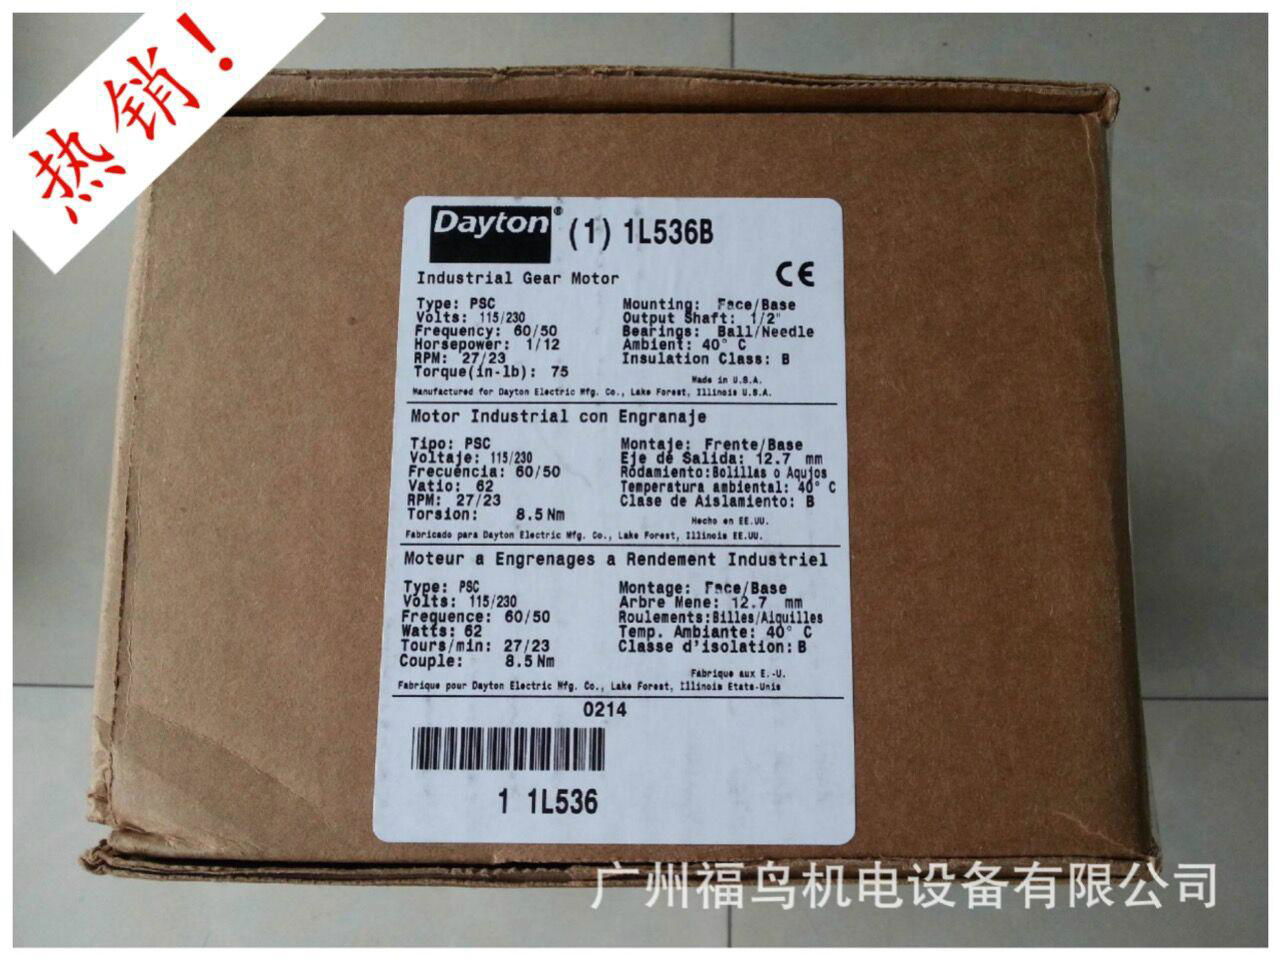 热销！
Dayton® (1) 1L536B
Industrial Gear Motor
CE
Type: PSC
Volts: 115/230
Frequency: 60/50
Horsepower: 1/12
RPM: 27/23
Torque(in-lb): 75
Mounting: Face/Base
Output Shaft: 1/2"
Bearings: Ball/Needle
Ambient: 40° C
Insulation Class: B
Made in U.S.A.
Manufactured for Dayton Electric Mfg. Co., Lake Forest, Illinois U.S.A.
Motor Industrial con Engranaje
Tipo: PSC
Voltaje: 115/230
Frecuencia: 60/50
Vatio: 62
RPM: 27/23
Torsion: 8.5 Nm
Montaje: Frente/Base
Eje de Salida: 12.7 mm
Rodamiento:Bolillas o Aqujos
Temperatura ambiental: 40° C
Clase de Aislamiento: B
Hecho en EE.UU.
Fabricado para Dayton Electric Mfg. Co., Lake Forest, Illinois EE.UU.
Moteur a Engrenages a Rendement Industriel
Type: PSC
Volts: 115/230
Frequence: 60/50
Watts: 62
Tours/min: 27/23
Couple: 8.5 Nm
Montage: Face/Base
Arbre Mene: 12.7 mm
Roulements:Billes/Aiquilles
Temp. Ambiante: 40° C
Classe d'isolation: B
Fabrique aux E.-U.
Fabrique pour Dayton Electric Mfg. Co., Lake Forest, Illinois Etats-Unis
0214
1 1L536
广州福鸟机电设备有限公司